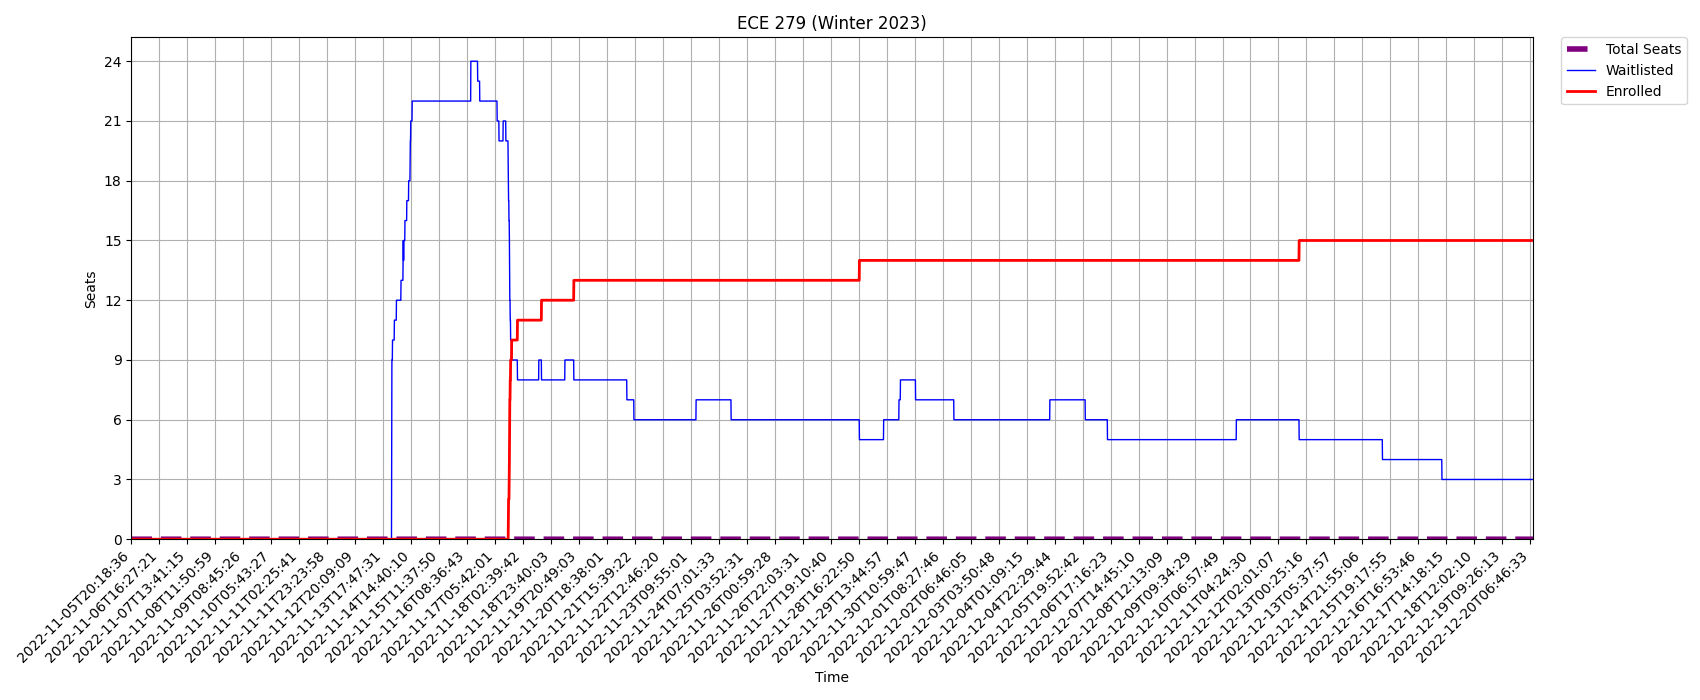 ECE 279 (Winter 2023)
Total Seats
Waitlisted
Enrolled
24
21
18
15
12
9
6
3
0
Seats
2022-11-05T20:18:36
2022-11-06T16:27:21
2022-11-07T13:41:15
2022-11-08T11:50:59
2022-11-09T08:45:26
2022-11-10T05:43:27
2022-11-11T02:25:41
2022-11-11T23:23:58
2022-11-12T20:09:09
2022-11-13T17:47:31
2022-11-14T14:40:10
2022-11-15T11:37:50
2022-11-16T08:36:43
2022-11-17T05:42:01
2022-11-18T02:39:42
2022-11-18T23:40:03
2022-11-19T20:49:03
2022-11-20T18:38:01
2022-11-21T15:39:22
2022-11-22T12:46:20
2022-11-23T09:55:01
2022-11-24T07:01:33
2022-11-25T03:52:31
2022-11-26T00:59:28
2022-11-26T22:03:31
2022-11-27T19:10:40
2022-11-28T16:22:50
2022-11-29T13:44:57
2022-11-30T10:59:47
2022-12-01T08:27:46
2022-12-02T06:46:05
2022-12-03T03:50:48
2022-12-04T01:09:15
2022-12-04T22:29:44
2022-12-05T19:52:42
2022-12-06T17:16:23
2022-12-07T14:45:10
2022-12-08T12:13:09
2022-12-09T09:34:29
2022-12-10T06:57:49
2022-12-11T04:24:30
2022-12-12T02:01:07
2022-12-13T00:25:16
2022-12-13T15:37:57
2022-12-14T21:55:06
2022-12-15T19:17:55
2022-12-16T16:53:46
2022-12-17T14:18:15
2022-12-18T12:02:10
2022-12-19T09:26:13
2022-12-20T06:46:33
Time